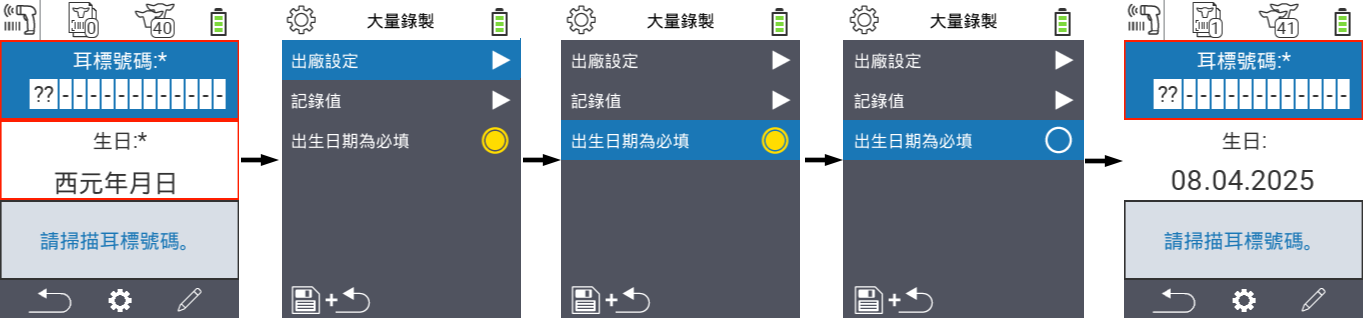 0
40
耳標號碼:*
??------------
生日:*
西元年月日
請掃描耳標號碼。
大量錄製
出廠設定
記錄值
出生日期為必填
+
大量錄製
出廠設定
記錄值
出生日期為必填
+
大量錄製
出廠設定
記錄值
出生日期為必填
+
1
41
耳標號碼:*
??------------
生日:
08.04.2025
請掃描耳標號碼。